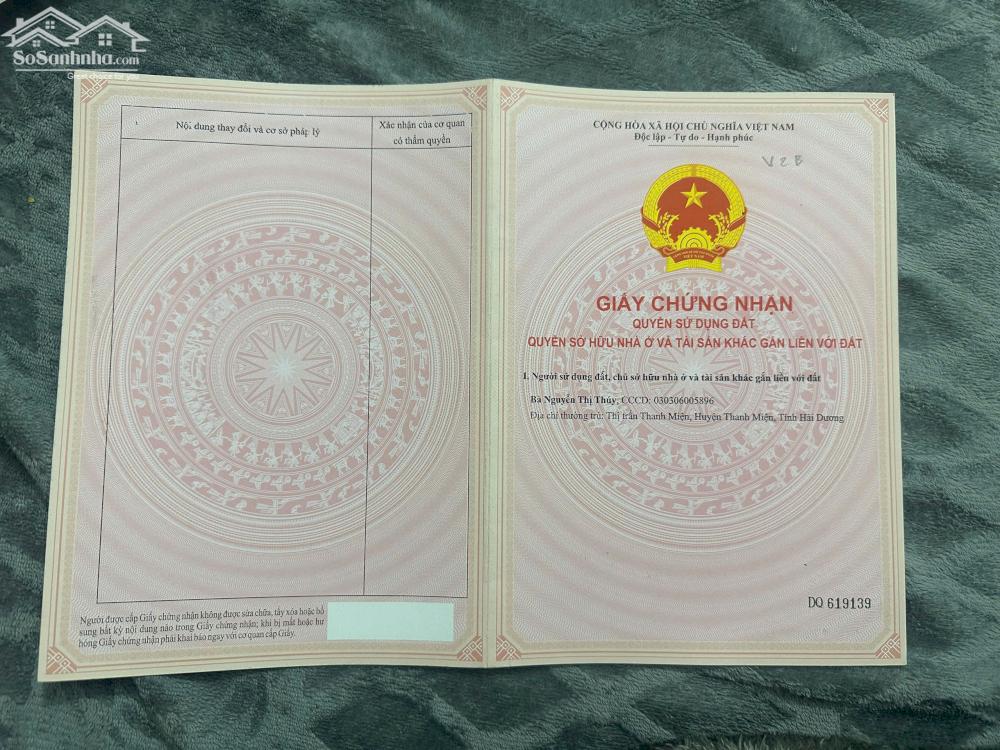 SoSanhnha.com
Great choice for you
Nội dung thay đổi và cơ sở pháp lý
Xác nhận của cơ quan
có thẩm quyền
Người được cấp Giấy chứng nhận không được sửa chữa, tẩy xóa hoặc bổ
sung bất kỳ nội dung nào trong Giấy chứng nhận; khi bị mất hoặc hư
hỏng Giấy chứng nhận phải khai báo ngay với cơ quan cấp Giấy.
CỘNG HÒA XÃ HỘI CHỦ NGHĨA VIỆT NAM
Độc lập - Tự do - Hạnh phúc
V2B
GIẤY CHỨNG NHẬN
QUYỀN SỬ DỤNG ĐẤT
QUYỀN SỞ HỮU NHÀ Ở VÀ TÀI SẢN KHÁC GẮN LIỀN VỚI ĐẤT
I. Người sử dụng đất, chủ sở hữu nhà ở và tài sản khác gắn liền với đất
Bà Nguyễn Thị Thúy, CCCD: 030306005896
Địa chỉ thường trú: Thị trấn Thanh Miện, Huyện Thanh Miện, Tỉnh Hải Dương
DQ 619139